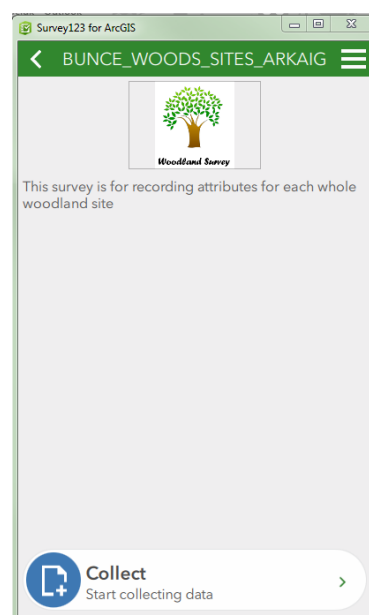 Survey123 for ArcGIS
BUNCE_WOODS_SITES_ARKAIG
Woodland Survey
This survey is for recording attributes for each whole
woodland site
Collect
Start collecting data